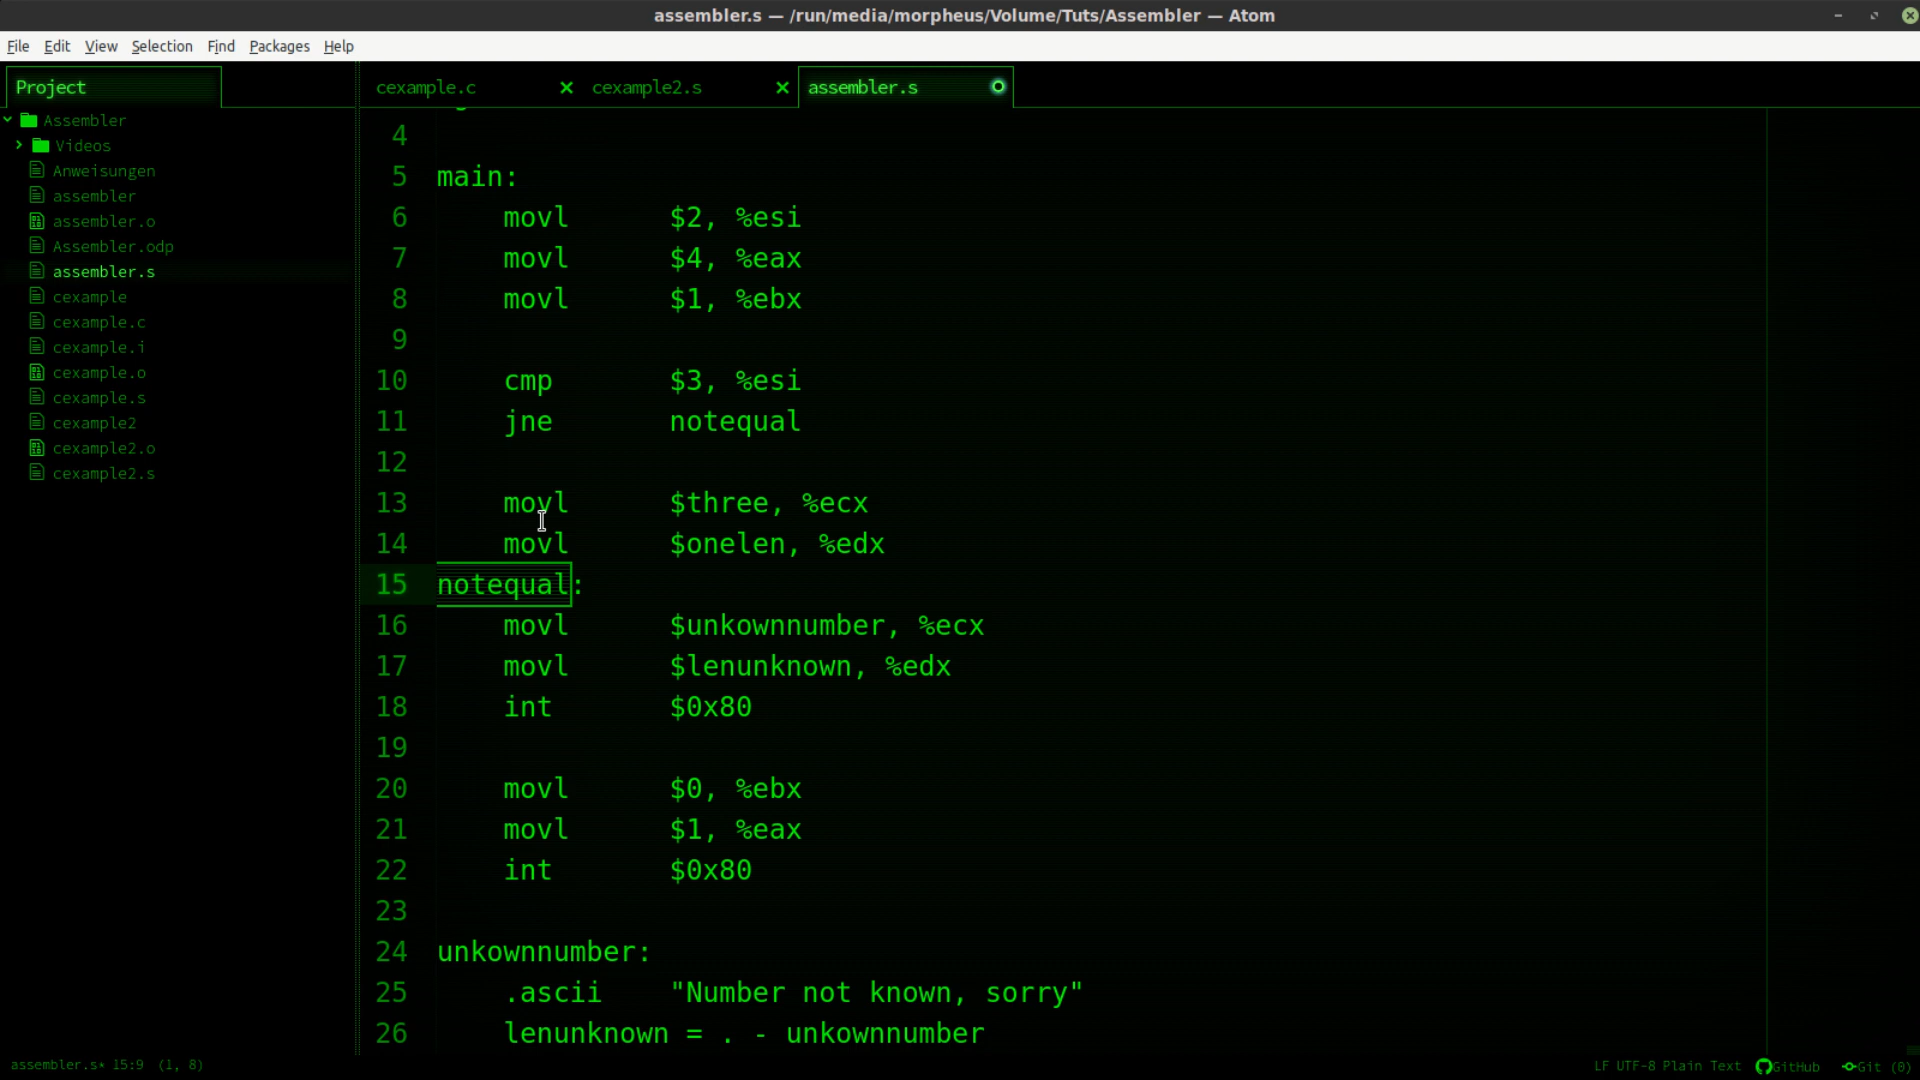 assembler.s — /run/media/morpheus/Volume/Tuts/Assembler — Atom
File Edit View Selection Find Packages Help
Project
cexample.c
cexample2.s
assembler.s
Assembler
Videos
Anweisungen
assembler
assembler.o
Assembler.odp
assembler.s
cexample
cexample.c
cexample.i
cexample.o
cexample.s
cexample2
cexample2.o
cexample2.s
4
5 main:
6 movl $2, %esi
7 movl $4, %eax
8 movl $1, %ebx
9
10 cmp $3, %esi
11 jne notequal
12
13 movl $three, %ecx
14 movl $onelen, %edx
15 notequal:
16 movl $unkownnumber, %ecx
17 movl $lenunknown, %edx
18 int $0x80
19
20 movl $0, %ebx
21 movl $1, %eax
22 int $0x80
23
24 unkownnumber:
25 .ascii "Number not known, sorry"
26 lenunknown = . - unkownnumber
assembler.s* 15:9 (1, 8)
LF UTF-8 Plain Text GitHub Git (0)